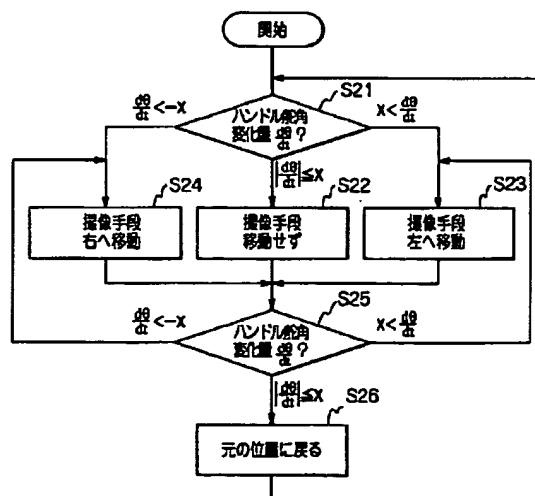 開始
S21
ハンドル舵角
変化量 dθ/dt ?
dθ/dt <-X
X< dθ/dt
|dθ/dt| ≦X
S24
撮像手段
右へ移動
S22
撮像手段
移動せず
S23
撮像手段
左へ移動
S25
ハンドル舵角
変化量 dθ/dt ?
dθ/dt <-X
X< dθ/dt
|dθ/dt| ≦X
S26
元の位置に戻る